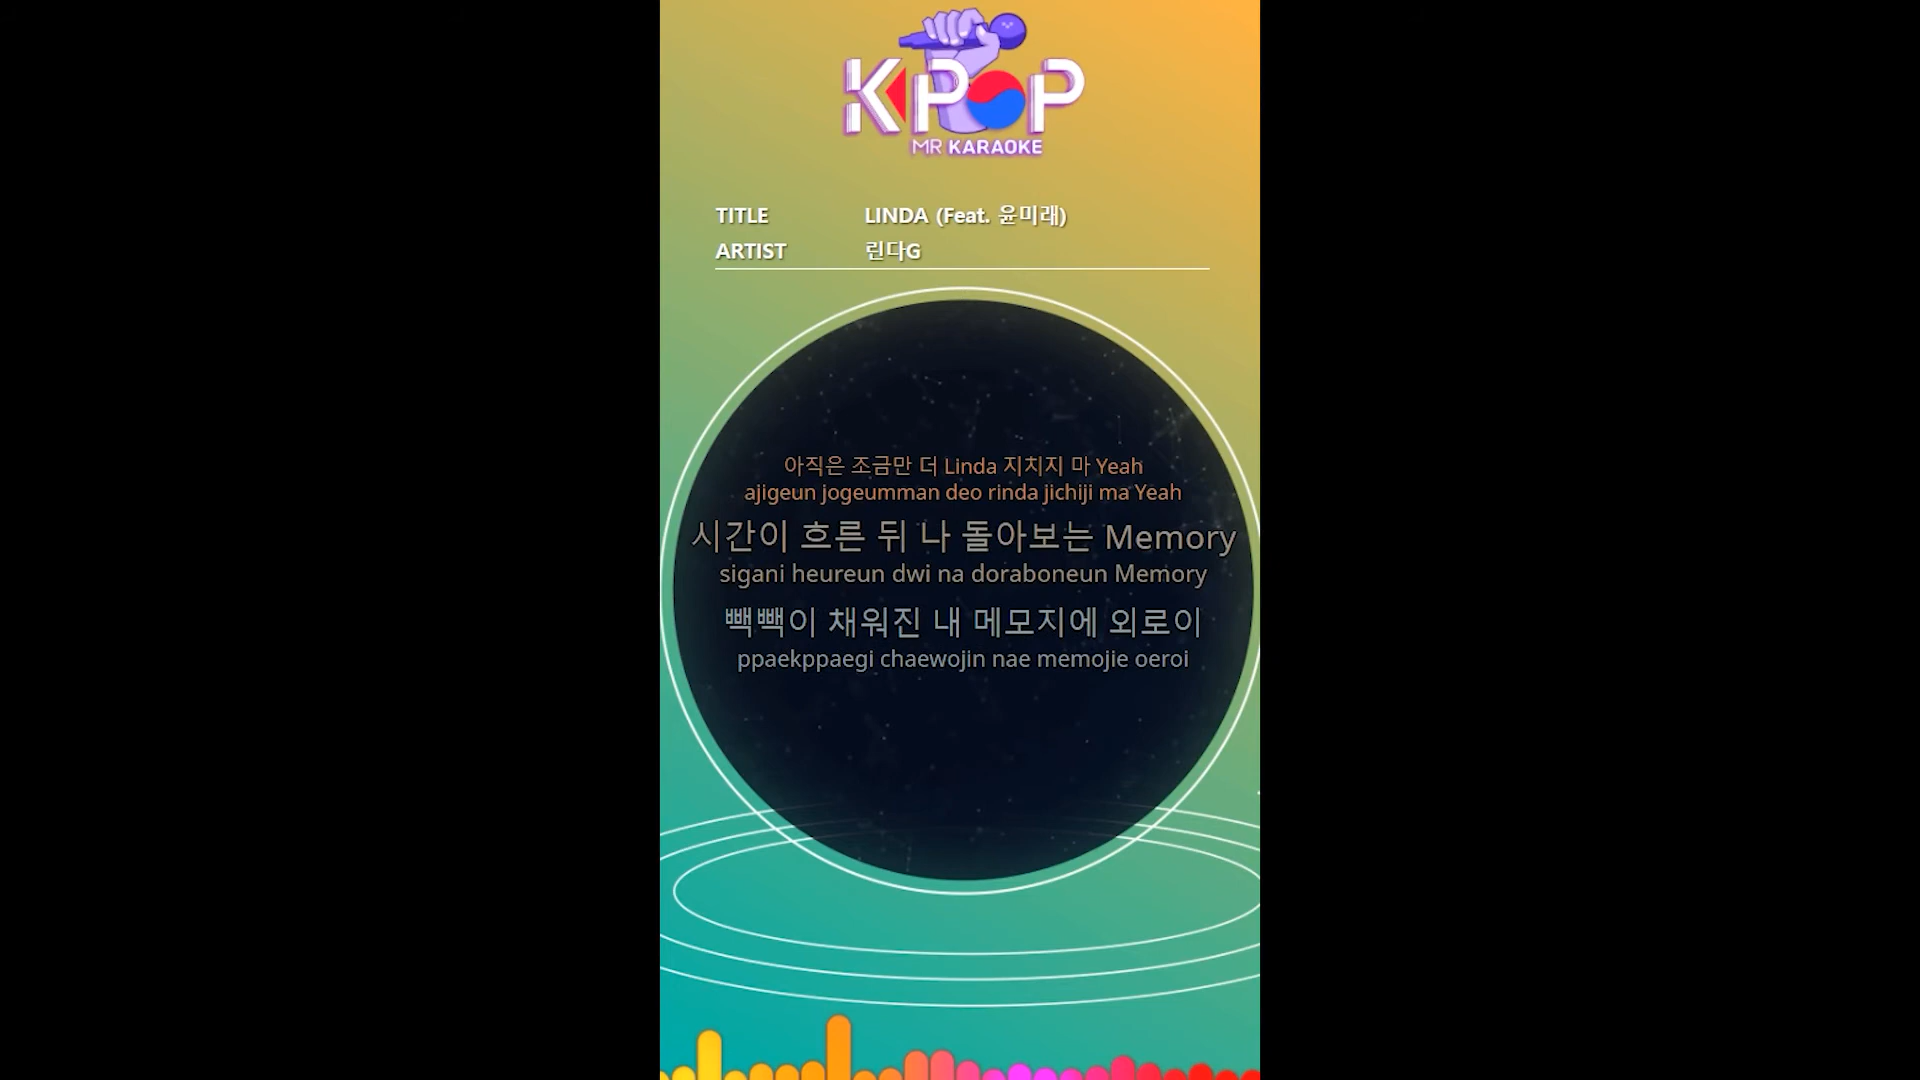 KPOP
MR KARAOKE
TITLE LINDA (Feat. 윤미래)
ARTIST 린다G
아직은 조금만 더 Linda 지치지 마 Yeah
ajigeun jogeumman deo rinda jichiji ma Yeah
시간이 흐른 뒤 나 돌아보는 Memory
sigani heureun dwi na doraboneun Memory
빽빽이 채워진 내 메모지에 외로이
ppaekppaegi chaewojin nae memojie oeroi